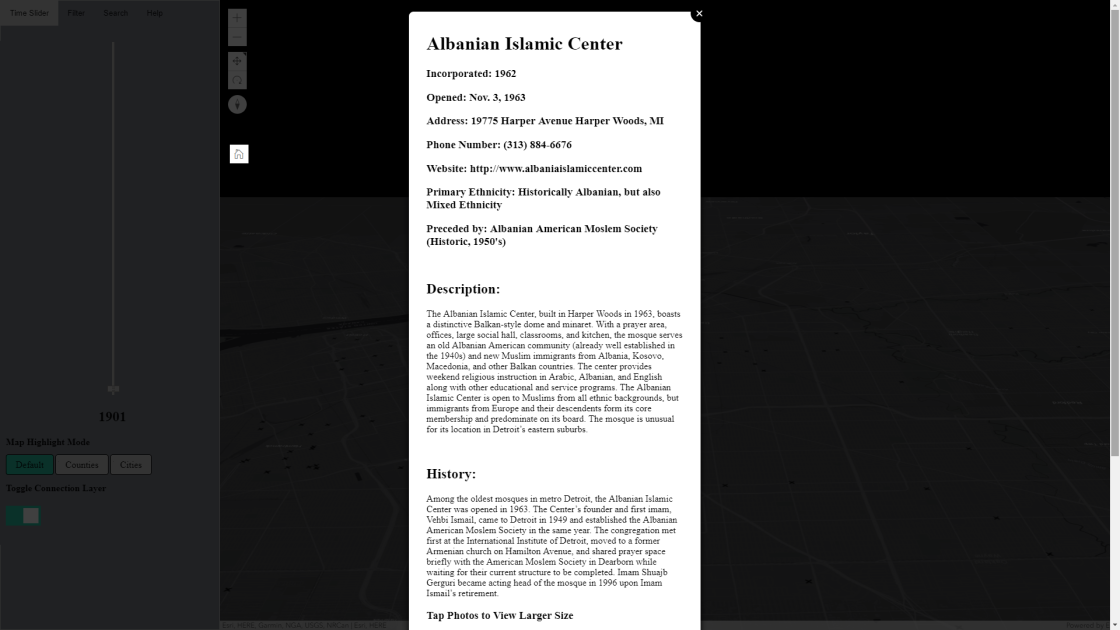 Time Slider Filter Search Help
1901
Map Highlight Mode
Default Counties Cities
Toggle Connection Layer
Albanian Islamic Center
Incorporated: 1962
Opened: Nov. 3, 1963
Address: 19775 Harper Avenue Harper Woods, MI
Phone Number: (313) 884-6676
Website: http://www.albaniaislamiccenter.com
Primary Ethnicity: Historically Albanian, but also
Mixed Ethnicity
Preceded by: Albanian American Moslem Society
(Historic, 1950's)
Description:
The Albanian Islamic Center, built in Harper Woods in 1963, boasts
a distinctive Balkan-style dome and minaret. With a prayer area,
offices, large social hall, classrooms, and kitchen, the mosque serves
an old Albanian American community (already well established in
the 1940s) and new Muslim immigrants from Albania, Kosovo,
Macedonia, and other Balkan countries. The center provides
weekend religious instruction in Arabic, Albanian, and English
along with other educational and service programs. The Albanian
Islamic Center is open to Muslims from all ethnic backgrounds, but
immigrants from Europe and their descendents form its core
membership and predominate on its board. The mosque is unusual
for its location in Detroit's eastern suburbs.
History:
Among the oldest mosques in metro Detroit, the Albanian Islamic
Center was opened in 1963. The Center's founder and first imam,
Vehbi Ismail, came to Detroit in 1949 and established the Albanian
American Moslem Society in the same year. The congregation met
first at the International Institute of Detroit, moved to a former
Armenian church on Hamilton Avenue, and shared prayer space
briefly with the American Moslem Society in Dearborn while
waiting for their current structure to be completed. Imam Shuajb
Gerguri became acting head of the mosque in 1996 upon Imam
Ismail's retirement.
Tap Photos to View Larger Size
Esri, HERE, Garmin, NGA, USGS, NRCan | Esri, HERE
Powered by